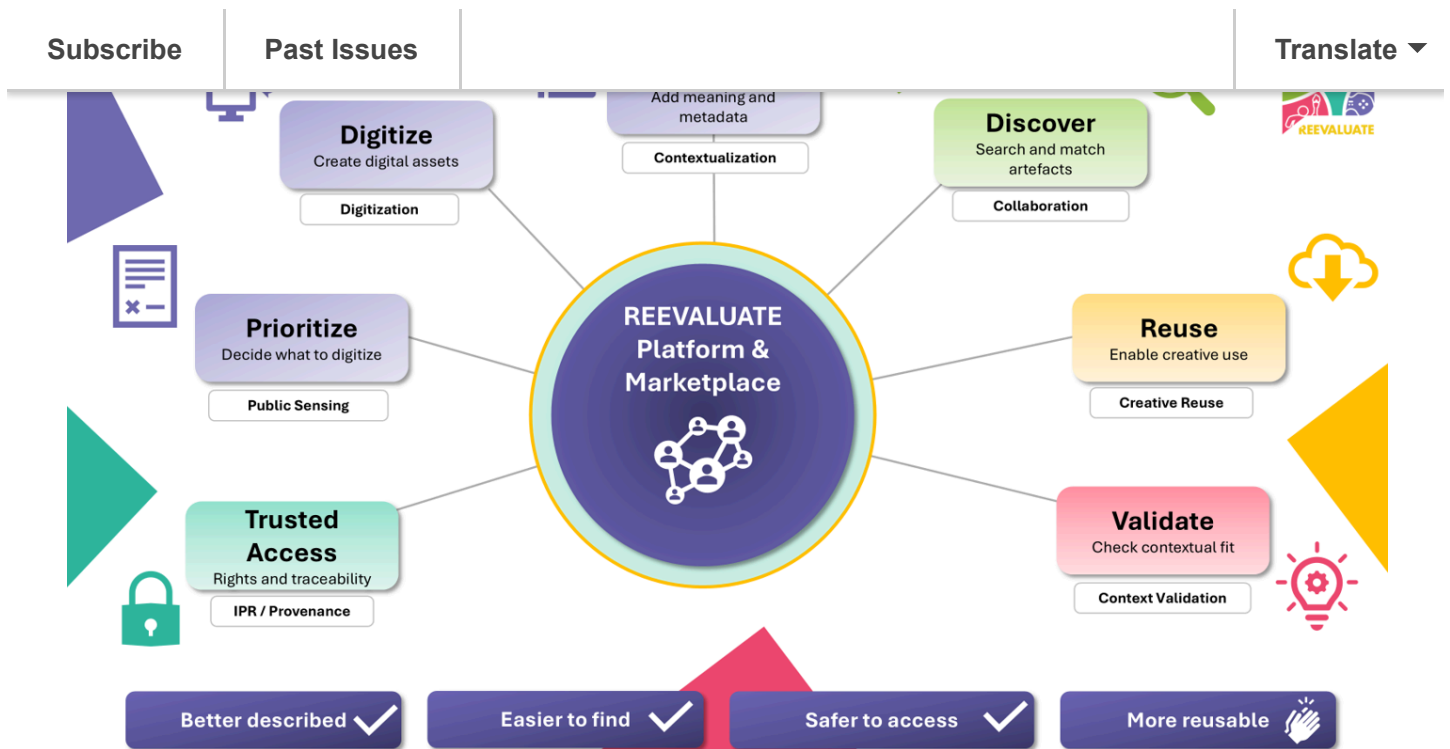 Subscribe
Past Issues
Translate
Add meaning and
metadata
Contextualization
Digitize
Create digital assets
Digitization
Discover
Search and match
artefacts
Collaboration
REEVALUATE
Prioritize
Decide what to digitize
Public Sensing
REEVALUATE
Platform &
Marketplace
Reuse
Enable creative use
Creative Reuse
Trusted
Access
Rights and traceability
IPR / Provenance
Validate
Check contextual fit
Context Validation
Better described
Easier to find
Safer to access
More reusable